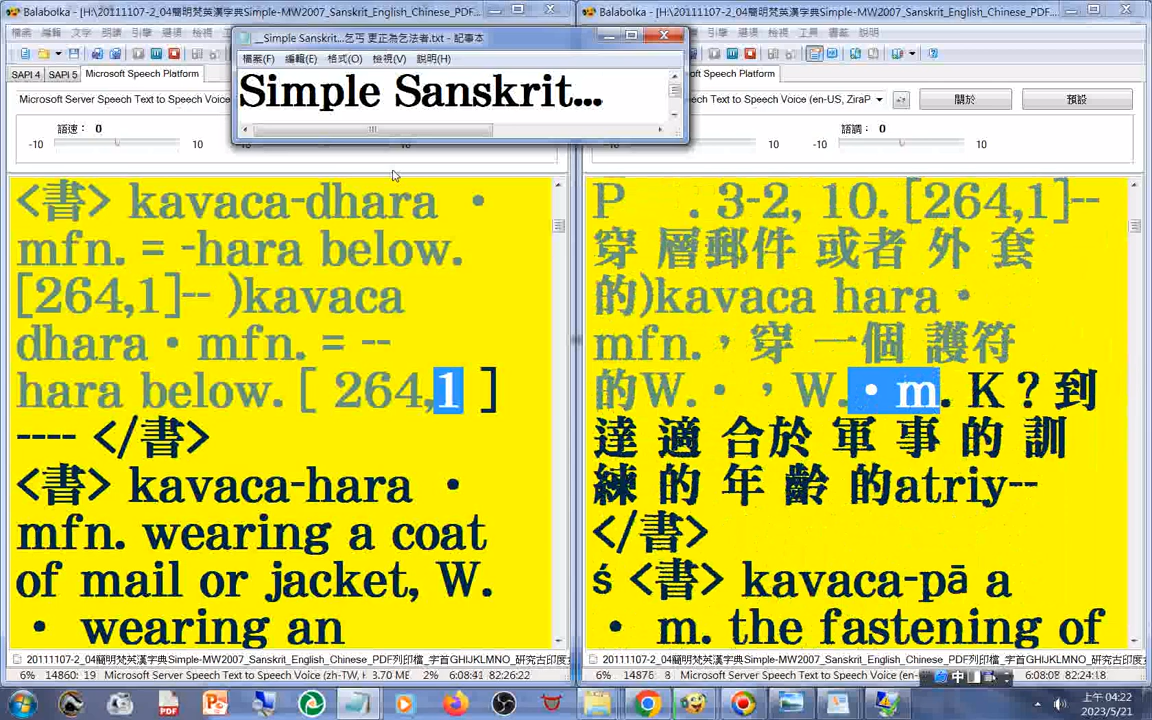 Balabolka - [H:\20111107-2_04簡明梵英漢字典Simple-MW2007_Sanskrit_English_Chinese_PDF...
Balabolka - [H:\20111107-2_04簡明梵英漢字典Simple-MW2007_Sanskrit_English_Chinese_PDF...
__Simple Sanskrit...乞丐 更正為乞法者.txt - 記事本
檔案(F) 編輯(E) 格式(O) 檢視(V) 說明(H)
Simple Sanskrit...
SAPI 4 SAPI 5 Microsoft Speech Platform
Speech Platform
Microsoft Server Speech Text to Speech Voice
ech Text to Speech Voice (en-US, ZiraP
關於
預設
語速： 0
語調： 0
-10 10
-10 10
<書> kavaca-dhara •
mfn. = -hara below.
[264,1]-- )kavaca
dhara • mfn. = --
hara below. [ 264,1 ]
---- </書>
<書> kavaca-hara •
mfn. wearing a coat
of mail or jacket, W.
• wearing an
P . 3-2, 10. [264,1]--
穿 層郵件 或者 外 套
的)kavaca hara •
mfn.，穿 一個 護符
的W. •，W. • m. K？到
達 適 合於 軍 事 的 訓
練 的 年 齡 的atriy--
</書>
ś <書> kavaca-pā a
• m. the fastening of
20111107-2_04簡明梵英漢字典Simple-MW2007_Sanskrit_English_Chinese_PDF列印檔_字首GHIJKLMNO_研究古印度
20111107-2_04簡明梵英漢字典Simple-MW2007_Sanskrit_English_Chinese_PDF列印檔_字首GHIJKLMNO_研究古印度
6% 14860: 19 Microsoft Server Speech Text to Speech Voice (zh-TW, 3.70 ME 2% 6:08:41 82:26:22
6% 14876 8 Microsoft Server Speech Text to Speech Voice 6:08:0 82:24:18
中
上午 04:22
2023/5/21